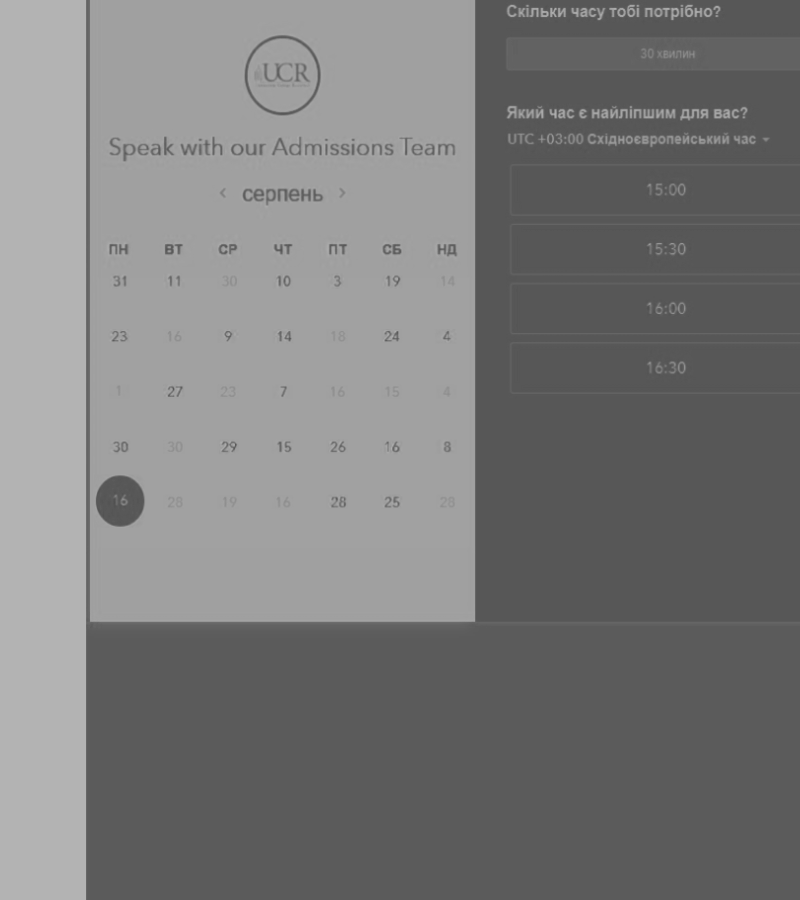 UCR
Speak with our Admissions Team
серпень
ПН ВТ СР ЧТ ПТ СБ НД
31 11 30 10 3 19 14
23 16 9 14 18 24 4
1 27 23 7 16 15 4
30 30 29 15 26 16 8
16 28 19 16 28 25 28
Скільки часу тобі потрібно?
30 хвилин
Який час є найліпшим для вас?
UTC +03:00 Східноєвропейський час
15:00
15:30
16:00
16:30